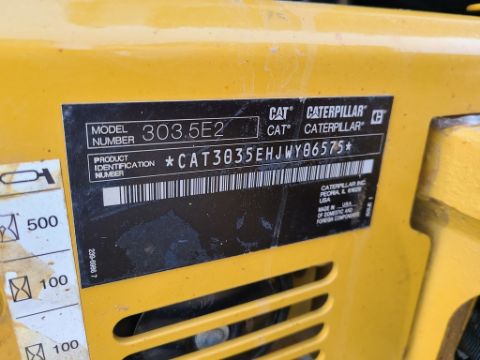 MODEL NUMBER 303.5E2
CAT® CATERPILLAR®
CAT® CATERPILLAR®
PRODUCT IDENTIFICATION NUMBER *CAT3035EHJWY06575*
CATERPILLAR INC.
PEORIA, IL 61629
USA
MADE IN USA
OF DOMESTIC AND
FOREIGN COMPONENTS
500
100
100